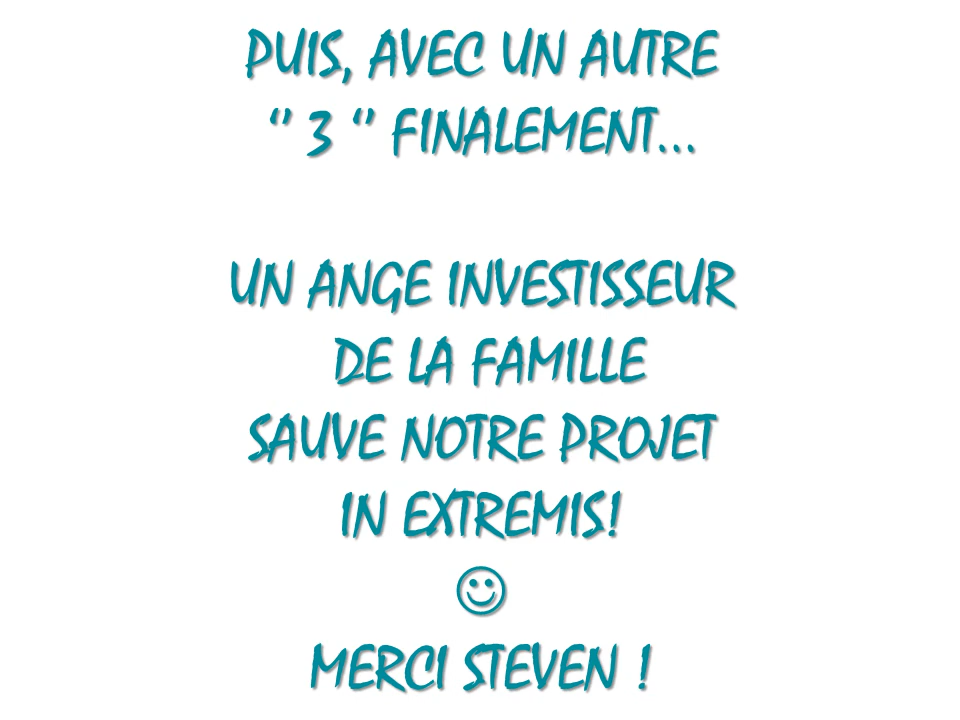 PUIS, AVEC UN AUTRE
‘’ 3 ‘’ FINALEMENT…
UN ANGE INVESTISSEUR
DE LA FAMILLE
SAUVE NOTRE PROJET
IN EXTREMIS!
☺
MERCI STEVEN !